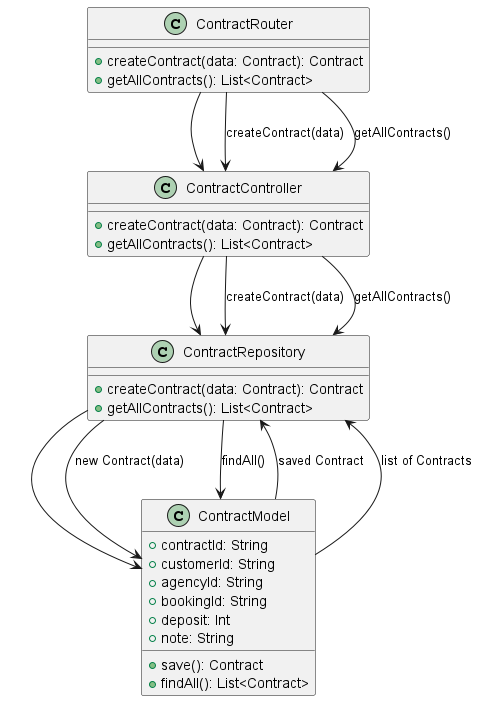 C ContractRouter
createContract(data: Contract): Contract
getAllContracts(): List<Contract>
createContract(data)
getAllContracts()
C ContractController
createContract(data: Contract): Contract
getAllContracts(): List<Contract>
createContract(data)
getAllContracts()
C ContractRepository
createContract(data: Contract): Contract
getAllContracts(): List<Contract>
new Contract(data)
findAll()
saved Contract
list of Contracts
C ContractModel
contractId: String
customerId: String
agencyId: String
bookingId: String
deposit: Int
note: String
save(): Contract
findAll(): List<Contract>